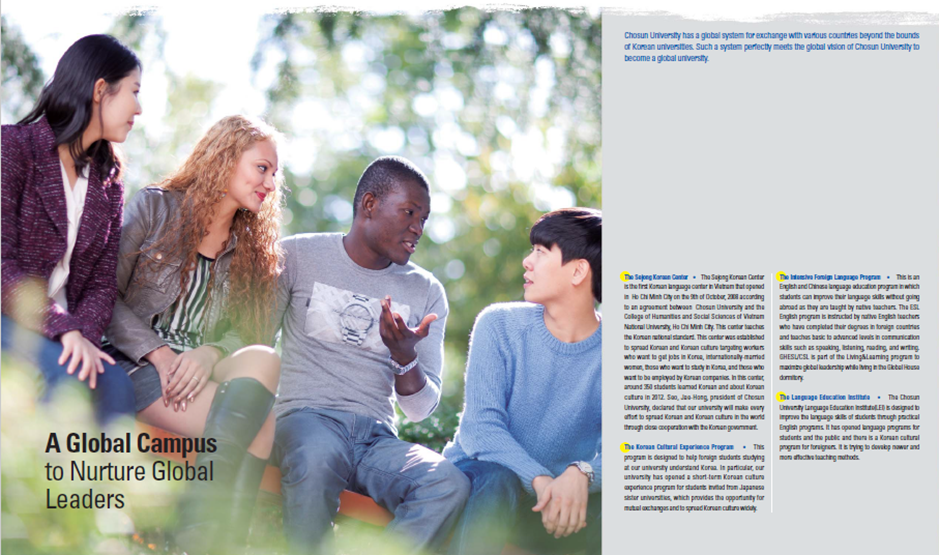 Chosun University has a global system for exchange with various countries beyond the bounds
of Korean universities. Such a system perfectly meets the global vision of Chosun University to
become a global university.
A Global Campus
to Nurture Global
Leaders
The Sejong Korean Center • The Sejong Korean Center
is the first Korean language center in Vietnam that opened
in Ho Chi Minh City on the 9th of October, 2008 according
to an agreement between Chosun University and the
College of Humanities and Social Sciences of Vietnam
National University, Ho Chi Minh City. This center teaches
the Korean national standard. This center was established
to spread Korean and Korean culture targeting workers
who want to get jobs in Korea, internationally-married
women, those who want to study in Korea, and those who
want to be employed by Korean companies. In this center,
around 350 students learned Korean and about Korean
culture in 2012. Seo, Jae-Hong, president of Chosun
University, declared that our university will make every
effort to spread Korean and Korean culture in the world
through close cooperation with the Korean government.
The Korean Cultural Experience Program • This
program is designed to help foreign students studying
at our university understand Korea. In particular, our
university has opened a short-term Korean culture
experience program for students invited from Japanese
sister universities, which provides the opportunity for
mutual exchanges and to spread Korean culture widely.
The Intensive Foreign Language Program • This is an
English and Chinese language education program in which
students can improve their language skills without going
abroad as they are taught by native teachers. The ESL
English program is instructed by native English teachers
who have completed their degrees in foreign countries
and teaches basic to advanced levels in communication
skills such as speaking, listening, reading, and writing.
GHESL/CSL is part of the Living&Learning program to
maximize global leadership while living in the Global House
dormitory.
The Language Education Institute • The Chosun
University Language Education Institute(LEI) is designed to
improve the language skills of students through practical
English programs. It has opened language programs for
students and the public and there is a Korean cultural
program for foreigners. It is trying to develop newer and
more effective teaching methods.